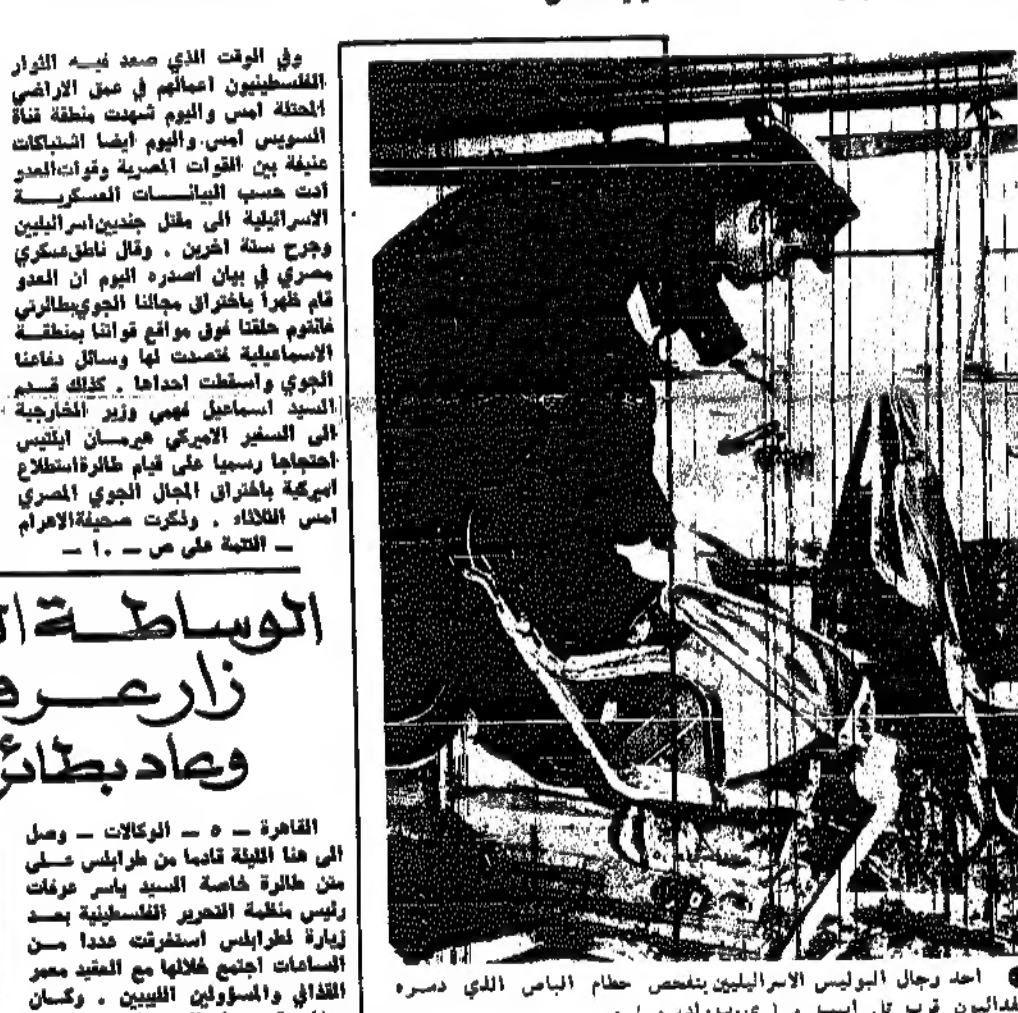 وفي الوقت الذي صعد فيه الثوار
الفلسطينيون اعمالهم في عمق الاراضي
المحتلة امس واليوم شهدت منطقة قناة
السويس امس واليوم ايضا اشتباكات
عنيفة بين القوات المصرية وقوات العدو
ادت حسب البيانات العسكرية
الاسرائيلية الى مقتل جنديين اسرائيليين
وجرح ستة اخرين . وقال ناطق عسكري
مصري في بيان اصدره اليوم ان العدو
قام ظهرا باختراق مجالنا الجوي بطائرتي
فانتوم حلقتا فوق مواقع قواتنا بمنطقة
الاسماعيلية فتصدت لها وسائل دفاعنا
الجوي واسقطت احداها . كذلك قدم
السيد اسماعيل فهمي وزير الخارجية
الى السفير الاميركي هيرمان ايلتيس
احتجاجا رسميا على قيام طائرة استطلاع
اميركية باختراق المجال الجوي المصري
امس الثلاثاء . وذكرت صحيفة الاهرام
— التتمة على ص — ١٠ —
الوساطة
زار
وعاد
القاهرة — ٥ — الوكالات — وصل
الى هنا الليلة قادما من طرابلس على
متن طائرة خاصة السيد ياسر عرفات
رئيس منظمة التحرير الفلسطينية بعد
زيارة لطرابلس استغرقت عددا من
الساعات اجتمع خلالها مع العقيد معمر
القذافي والمسؤولين الليبيين . وكان
● احد رجال البوليس الاسرائيليين يتفحص حطام الباص الذي دمره
قرب تل ابيب